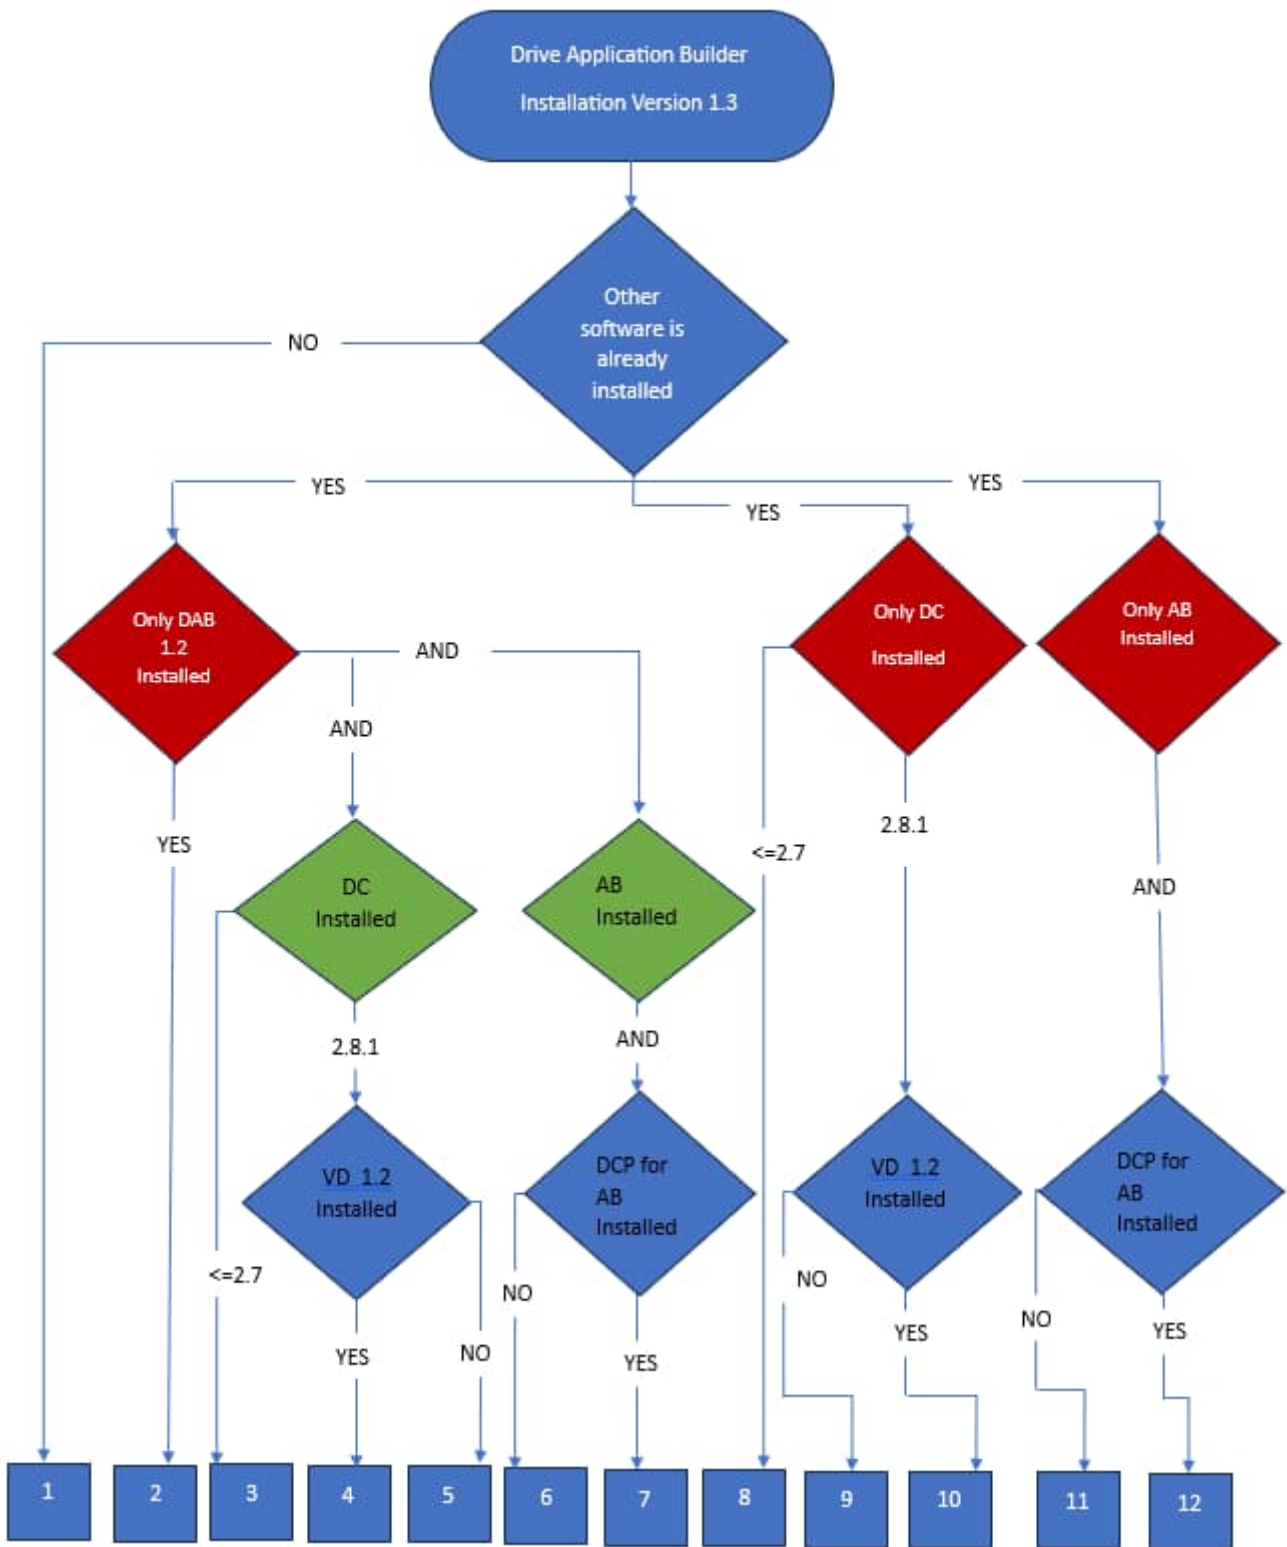 Drive Application Builder
Installation Version 1.3
Other
software is
already
installed
NO
YES
YES
YES
Only DAB
1.2
Installed
AND
AND
Only DC
Installed
Only AB
Installed
YES
DC
Installed
AB
Installed
<=2.7
2.8.1
AND
2.8.1
AND
VD 1.2
Installed
DCP for
AB
Installed
VD 1.2
Installed
DCP for
AB
Installed
<=2.7
YES
NO
NO
YES
NO
YES
NO
YES
1
2
3
4
5
6
7
8
9
10
11
12